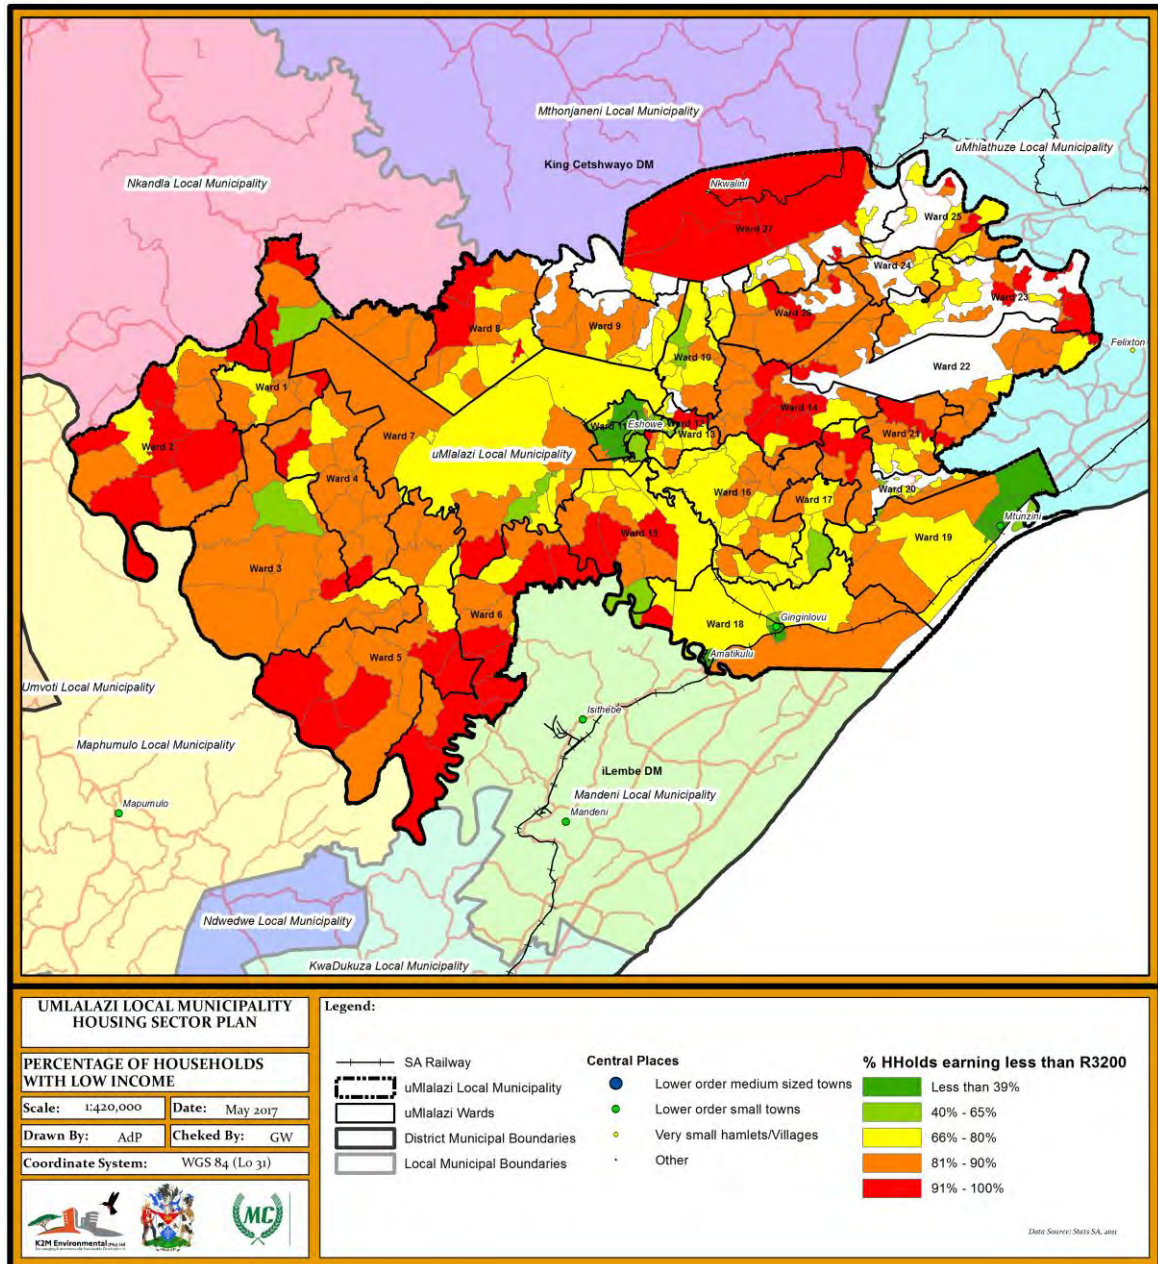 Mthonjaneni Local Municipality
uMhlathuze Local Municipality
King Cetshwayo DM
Nkandla Local Municipality
Nkwalini
Ward 27
Ward 25
Ward 24
Ward 23
Ward 26
Ward 8
Ward 9
Ward 10
Felixton
Ward 22
Ward 1
Ward 14
Ward 2
Ward 7
Ward 11
Eshowe
Ward 12
Ward 13
Ward 21
uMlalazi Local Municipality
Ward 4
Ward 16
Ward 17
Ward 20
Mtunzini
Ward 15
Ward 19
Ward 3
Ward 6
Ward 18
Ginginlovu
Amatikulu
Ward 5
Umvoti Local Municipality
Isithebe
Maphumulo Local Municipality
iLembe DM
Mandeni Local Municipality
Mapumulo
Mandeni
Ndwedwe Local Municipality
KwaDukuza Local Municipality
UMLALAZI LOCAL MUNICIPALITY
HOUSING SECTOR PLAN
PERCENTAGE OF HOUSEHOLDS
WITH LOW INCOME
Scale: 1:420,000 Date: May 2017
Drawn By: AdP Cheked By: GW
Coordinate System: WGS 84 (Lo 31)
K2M Environmental (Pty) Ltd
MC
Legend:
SA Railway
uMlalazi Local Municipality
uMlalazi Wards
District Municipal Boundaries
Local Municipal Boundaries
Central Places
Lower order medium sized towns
Lower order small towns
Very small hamlets/Villages
Other
% HHolds earning less than R3200
Less than 39%
40% - 65%
66% - 80%
81% - 90%
91% - 100%
Data Source: Stats SA, 2011